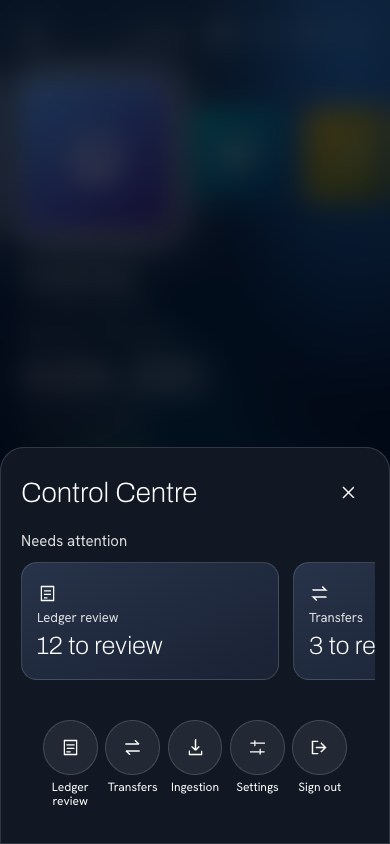 Control Centre
Needs attention
Ledger review
12 to review
Transfers
3 to re
Ledger
review
Transfers
Ingestion
Settings
Sign out